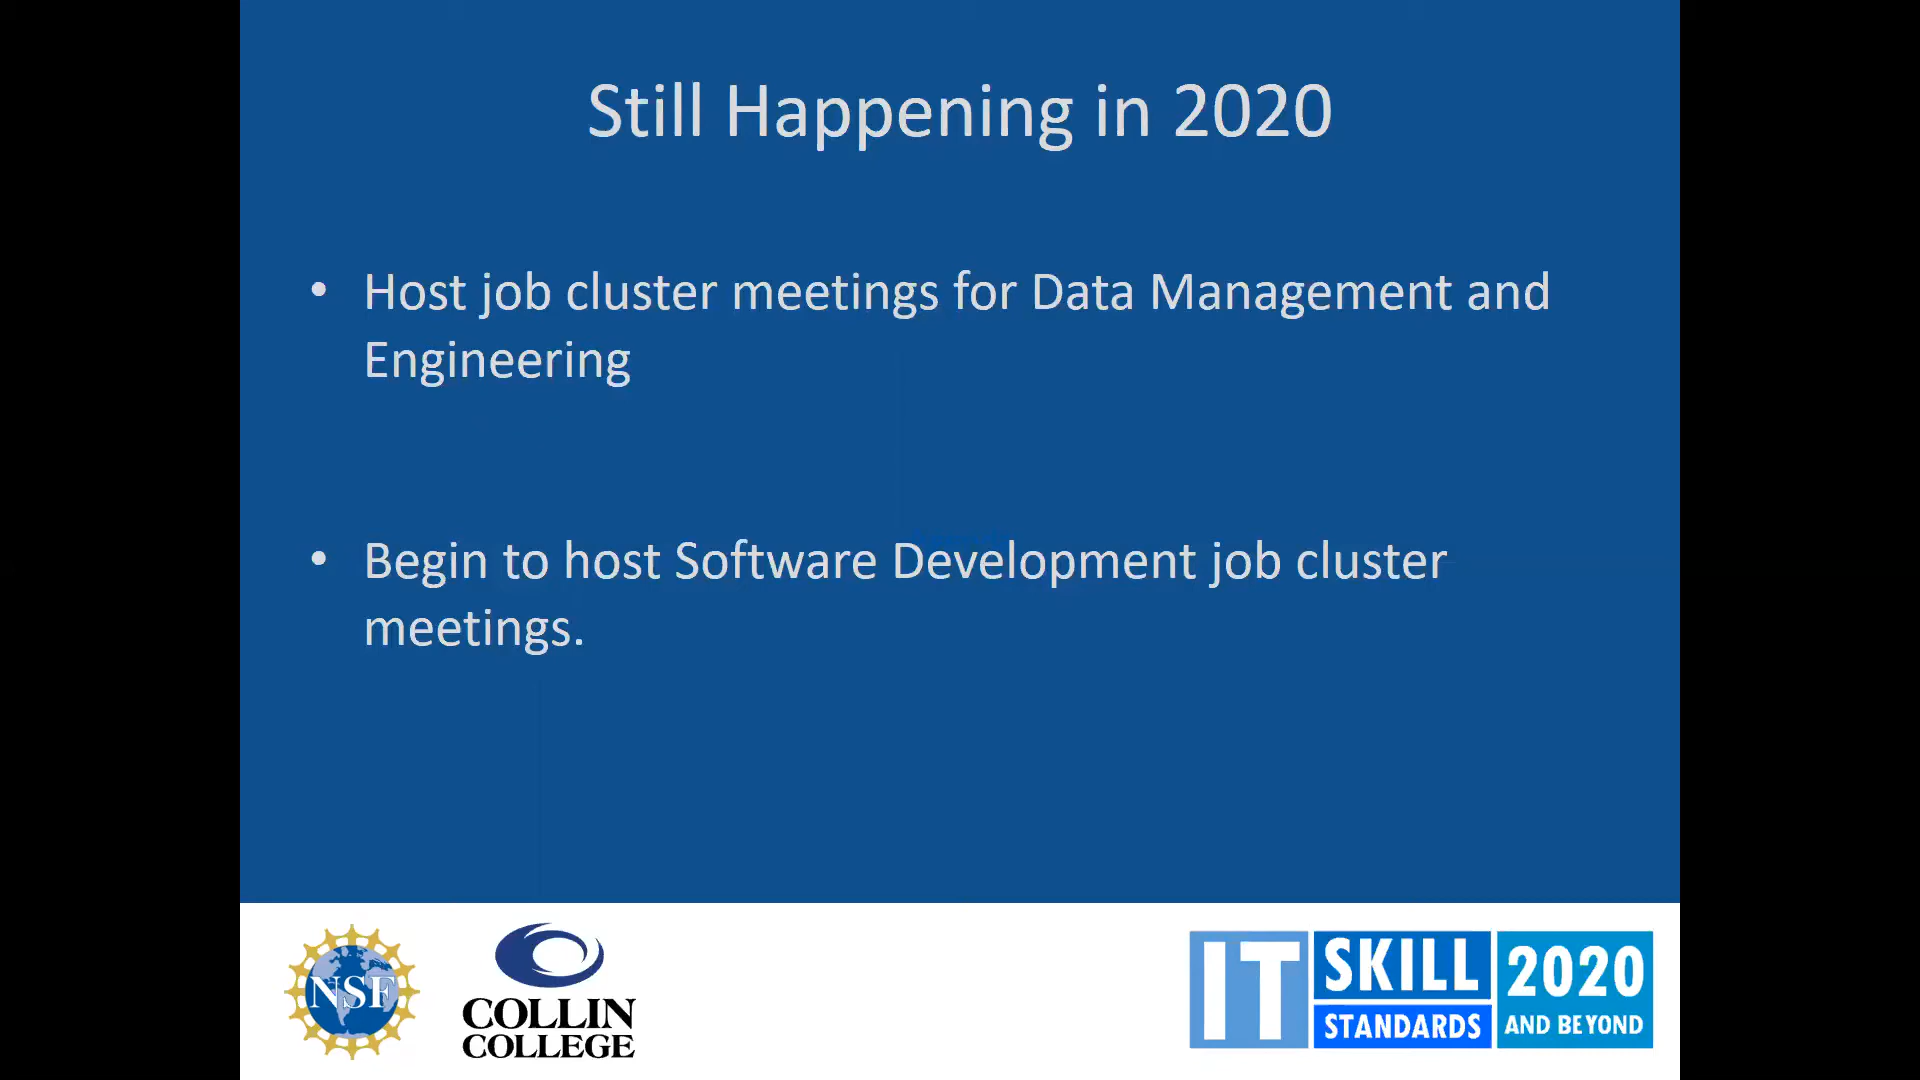 Still Happening in 2020
• Host job cluster meetings for Data Management and
Engineering
• Begin to host Software Development job cluster
meetings.
NSF
COLLIN
COLLEGE
IT SKILL
STANDARDS
2020
AND BEYOND